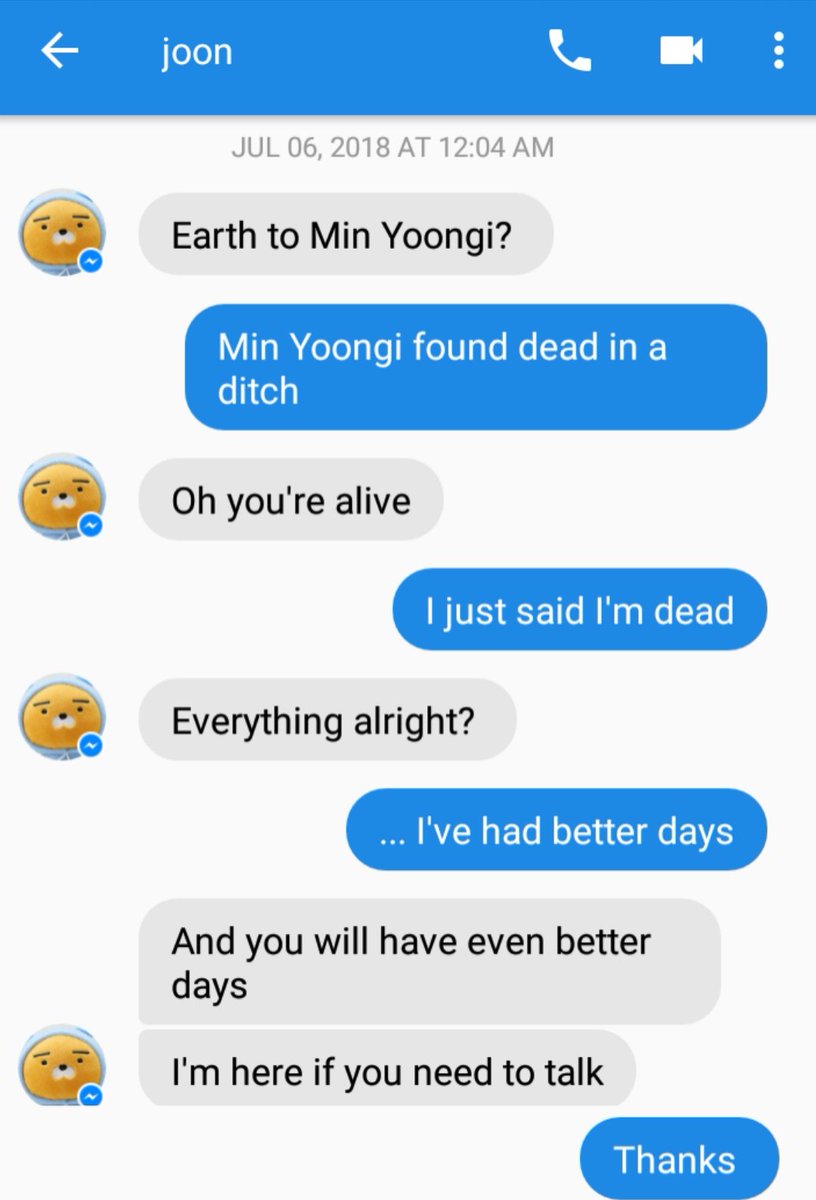 joon
JUL 06, 2018 AT 12:04 AM
Earth to Min Yoongi?
Min Yoongi found dead in a
ditch
Oh you're alive
I just said I'm dead
Everything alright?
... I've had better days
And you will have even better
days
I'm here if you need to talk
Thanks